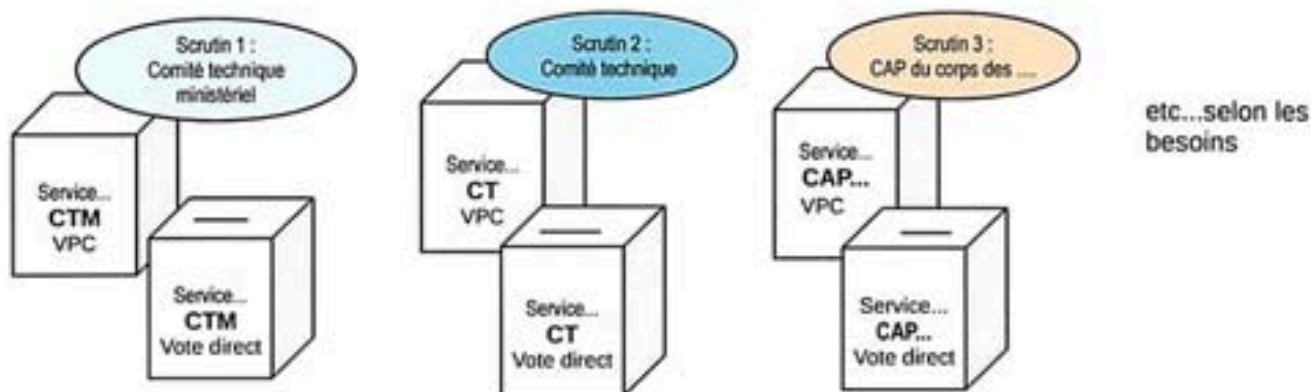 Scrutin 1 :
Comité technique
ministériel
Service...
CTM
VPC
Service...
CTM
Vote direct
Scrutin 2 :
Comité technique
Service...
CT
VPC
Service...
CT
Vote direct
Scrutin 3 :
CAP du corps des ....
Service...
CAP...
VPC
Service...
CAP...
Vote direct
etc...selon les
besoins